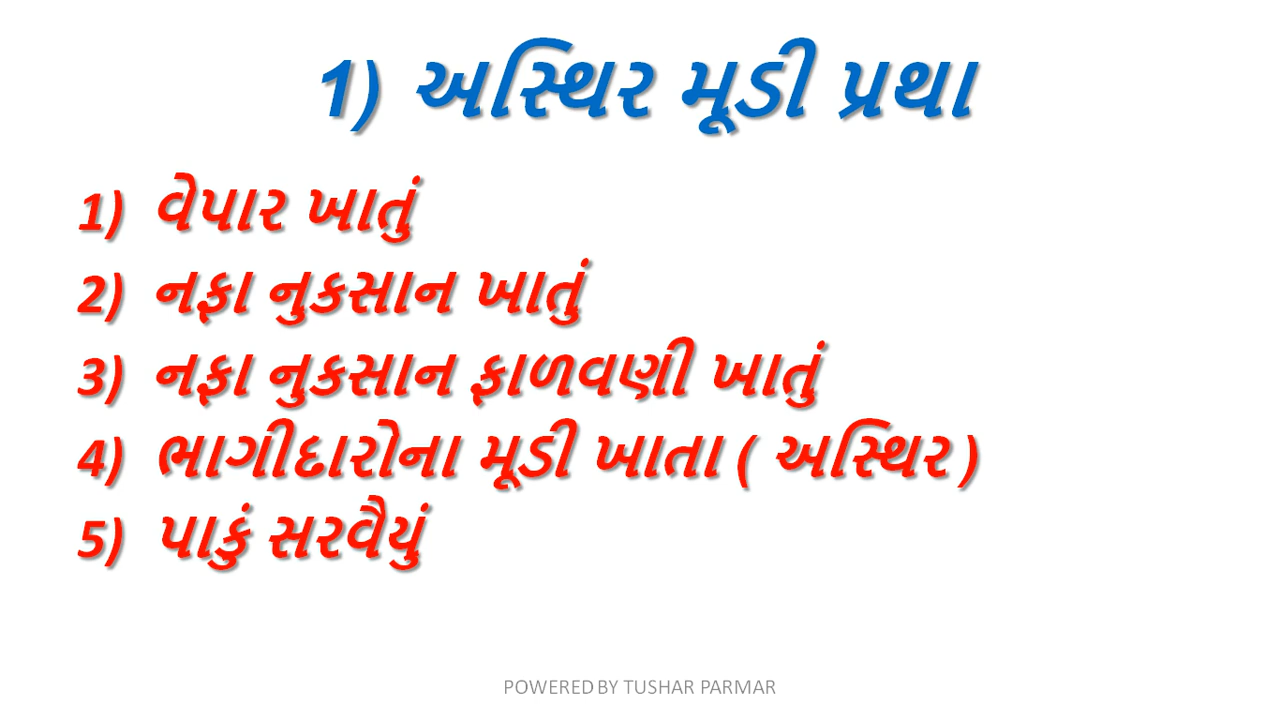 1) અસ્થિર મૂડી પ્રથા
1) વેપાર ખાતું
2) નફા નુકસાન ખાતું
3) નફા નુકસાન ફાળવણી ખાતું
4) ભાગીદારોના મૂડી ખાતા ( અસ્થિર )
5) પાકું સરવૈયું
POWERED BY TUSHAR PARMAR